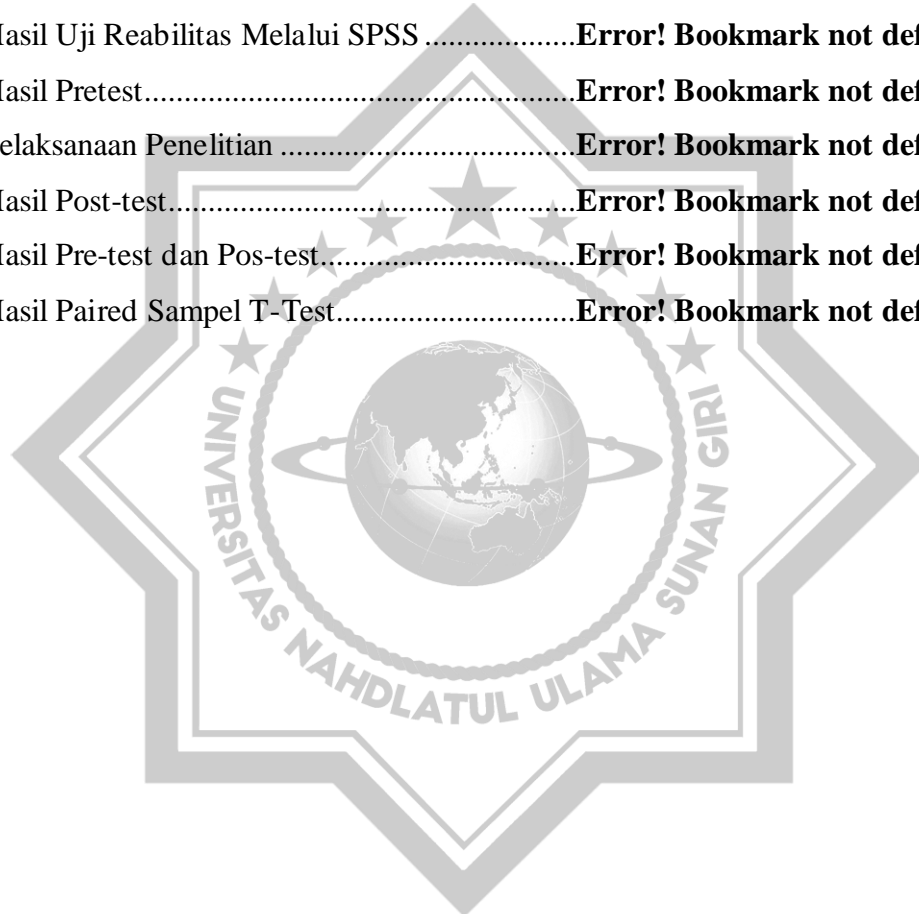 Hasil Uji Reabilitas Melalui SPSS ...................Error! Bookmark not def
Hasil Pretest......................................................Error! Bookmark not def
elaksanaan Penelitian .....................................Error! Bookmark not def
Hasil Post-test...................................................Error! Bookmark not def
Hasil Pre-test dan Pos-test................................Error! Bookmark not def
Hasil Paired Sampel T-Test..............................Error! Bookmark not def
UNIVERSITAS NAHDLATUL ULAMA SUNAN GIRI